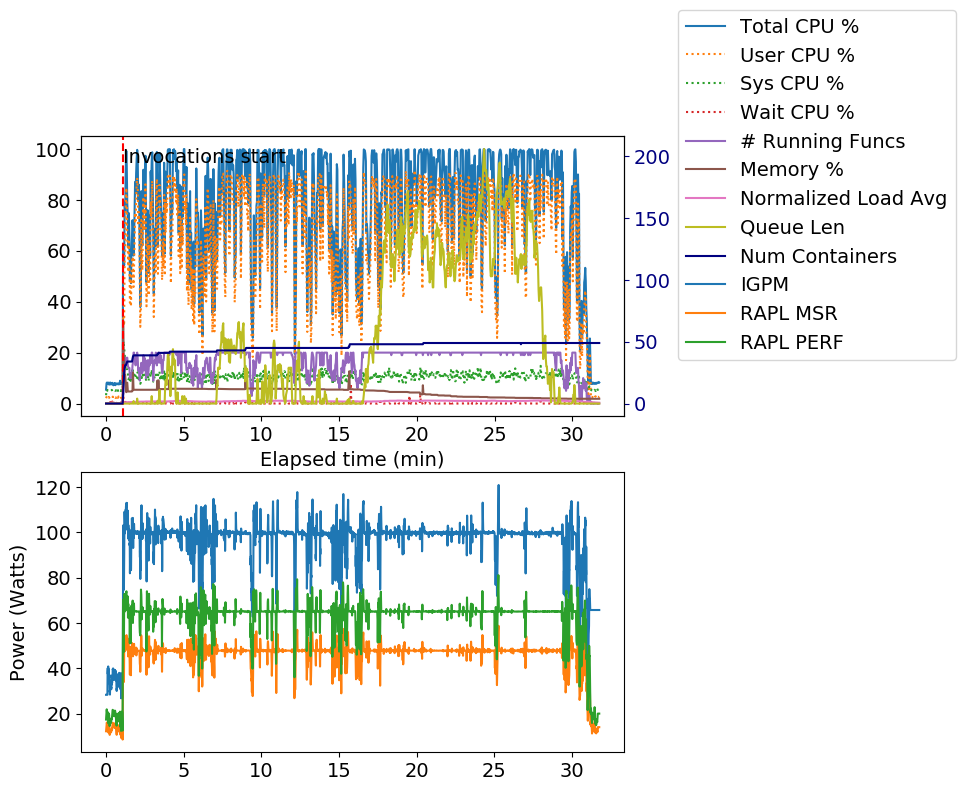 Total CPU %
User CPU %
Sys CPU %
Wait CPU %
# Running Funcs
Memory %
Normalized Load Avg
Queue Len
Num Containers
IGPM
RAPL MSR
RAPL PERF
Invocations start
100
80
60
40
20
0
200
150
100
50
0
0 5 10 15 20 25 30
Elapsed time (min)
Power (Watts)
120
100
80
60
40
20
0 5 10 15 20 25 30